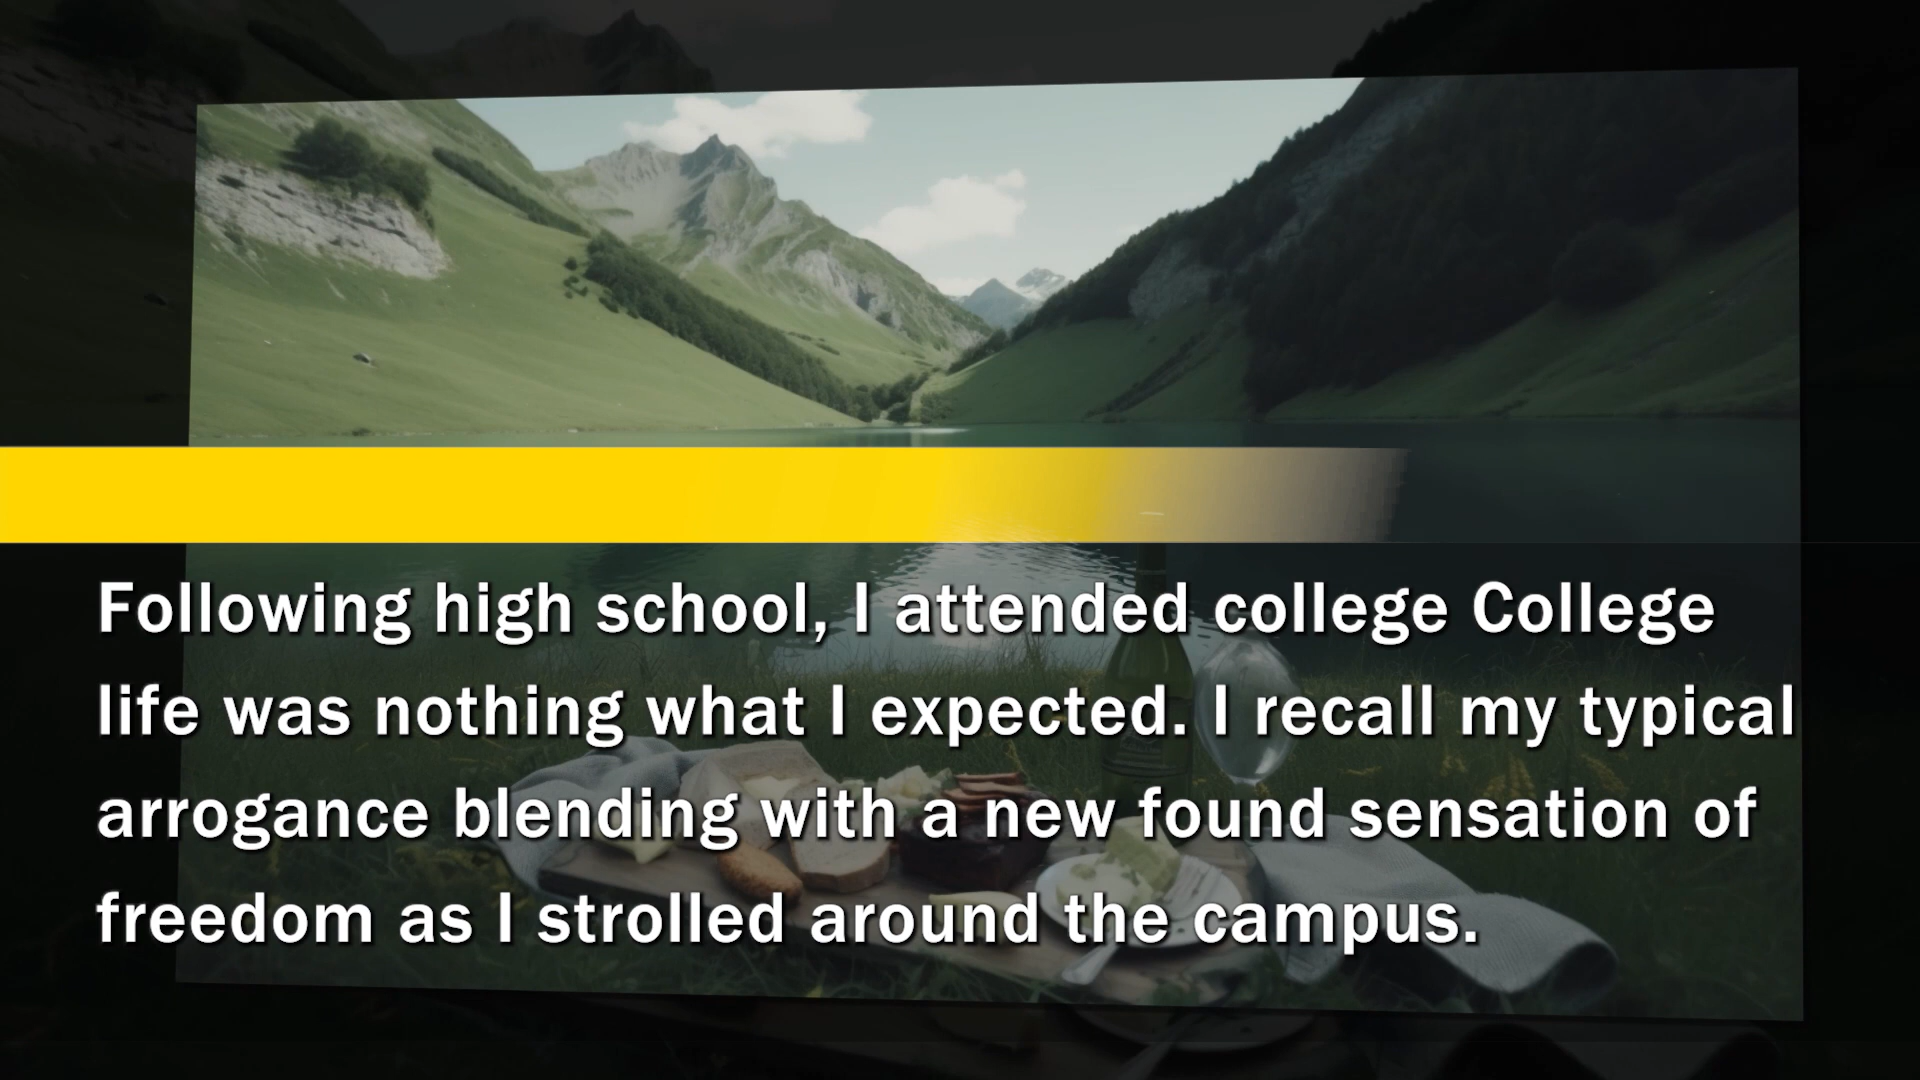 Following high school, I attended college College
life was nothing what I expected. I recall my typical
arrogance blending with a new found sensation of
freedom as I strolled around the campus.